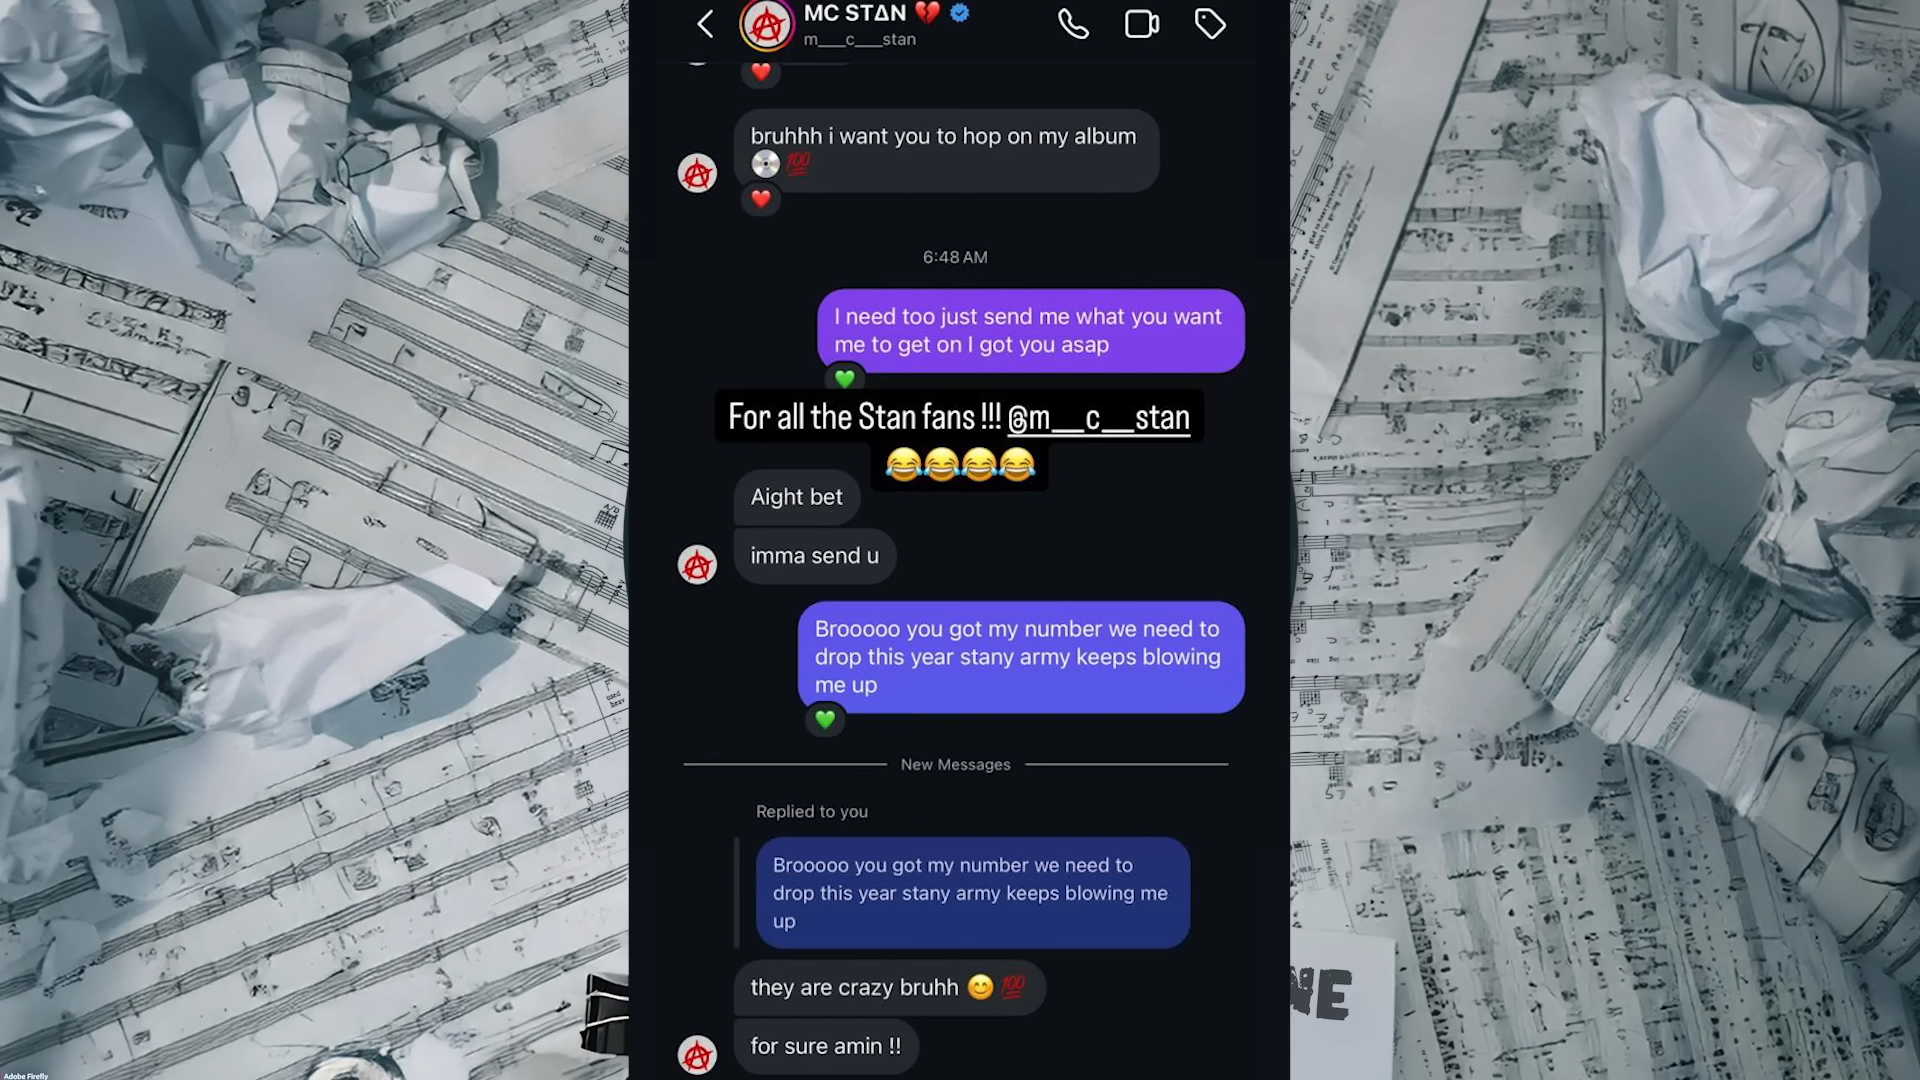 MC STΔN 💔
m___c___stan
❤️
bruhhh i want you to hop on my album
💿 💯
❤️
6:48 AM
I need too just send me what you want
me to get on I got you asap
💚
For all the Stan fans !!! @m___c___stan
😂😂😂😂
Aight bet
imma send u
Brooooo you got my number we need to
drop this year stany army keeps blowing
me up
💚
New Messages
Replied to you
Brooooo you got my number we need to
drop this year stany army keeps blowing me
up
they are crazy bruhh 😊 💯
for sure amin !!
Adobe Firefly